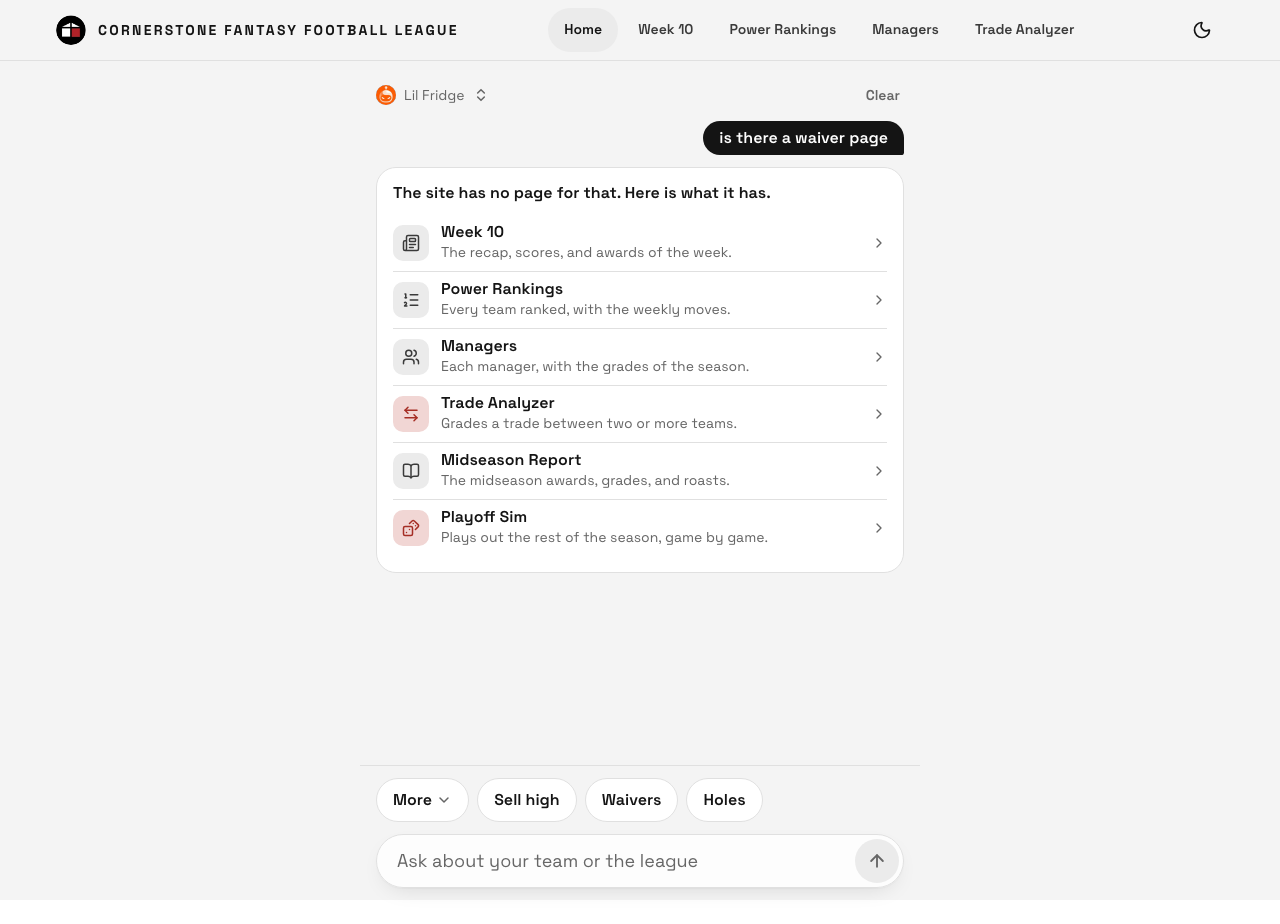 CORNERSTONE FANTASY FOOTBALL LEAGUE
Home
Week 10
Power Rankings
Managers
Trade Analyzer
Lil Fridge
Clear
is there a waiver page
The site has no page for that. Here is what it has.
Week 10
The recap, scores, and awards of the week.
Power Rankings
Every team ranked, with the weekly moves.
Managers
Each manager, with the grades of the season.
Trade Analyzer
Grades a trade between two or more teams.
Midseason Report
The midseason awards, grades, and roasts.
Playoff Sim
Plays out the rest of the season, game by game.
More
Sell high
Waivers
Holes
Ask about your team or the league